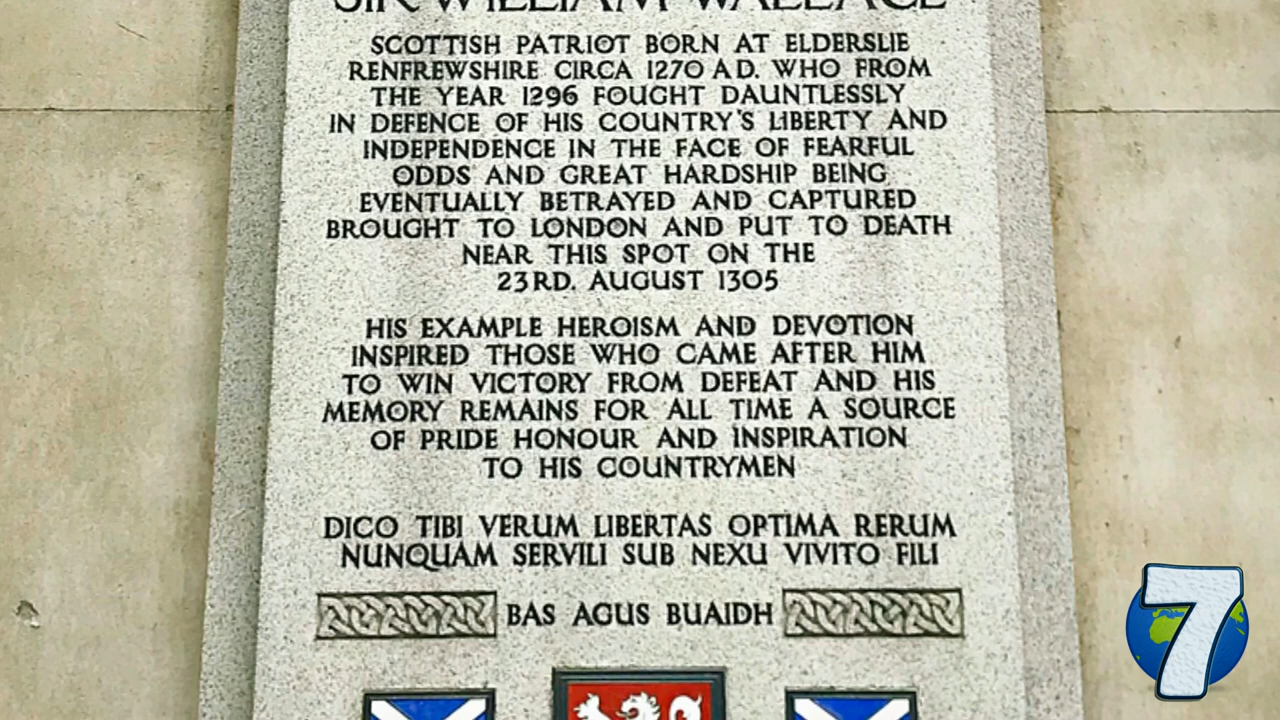 SIR WILLIAM WALLACE
SCOTTISH PATRIOT BORN AT ELDERSLIE
RENFREWSHIRE CIRCA 1270 A.D. WHO FROM
THE YEAR 1296 FOUGHT DAUNTLESSLY
IN DEFENCE OF HIS COUNTRY'S LIBERTY AND
INDEPENDENCE IN THE FACE OF FEARFUL
ODDS AND GREAT HARDSHIP BEING
EVENTUALLY BETRAYED AND CAPTURED
BROUGHT TO LONDON AND PUT TO DEATH
NEAR THIS SPOT ON THE
23RD. AUGUST 1305
HIS EXAMPLE HEROISM AND DEVOTION
INSPIRED THOSE WHO CAME AFTER HIM
TO WIN VICTORY FROM DEFEAT AND HIS
MEMORY REMAINS FOR ALL TIME A SOURCE
OF PRIDE HONOUR AND INSPIRATION
TO HIS COUNTRYMEN
DICO TIBI VERUM LIBERTAS OPTIMA RERUM
NUNQUAM SERVILI SUB NEXU VIVITO FILI
BAS AGUS BUAIDH
7